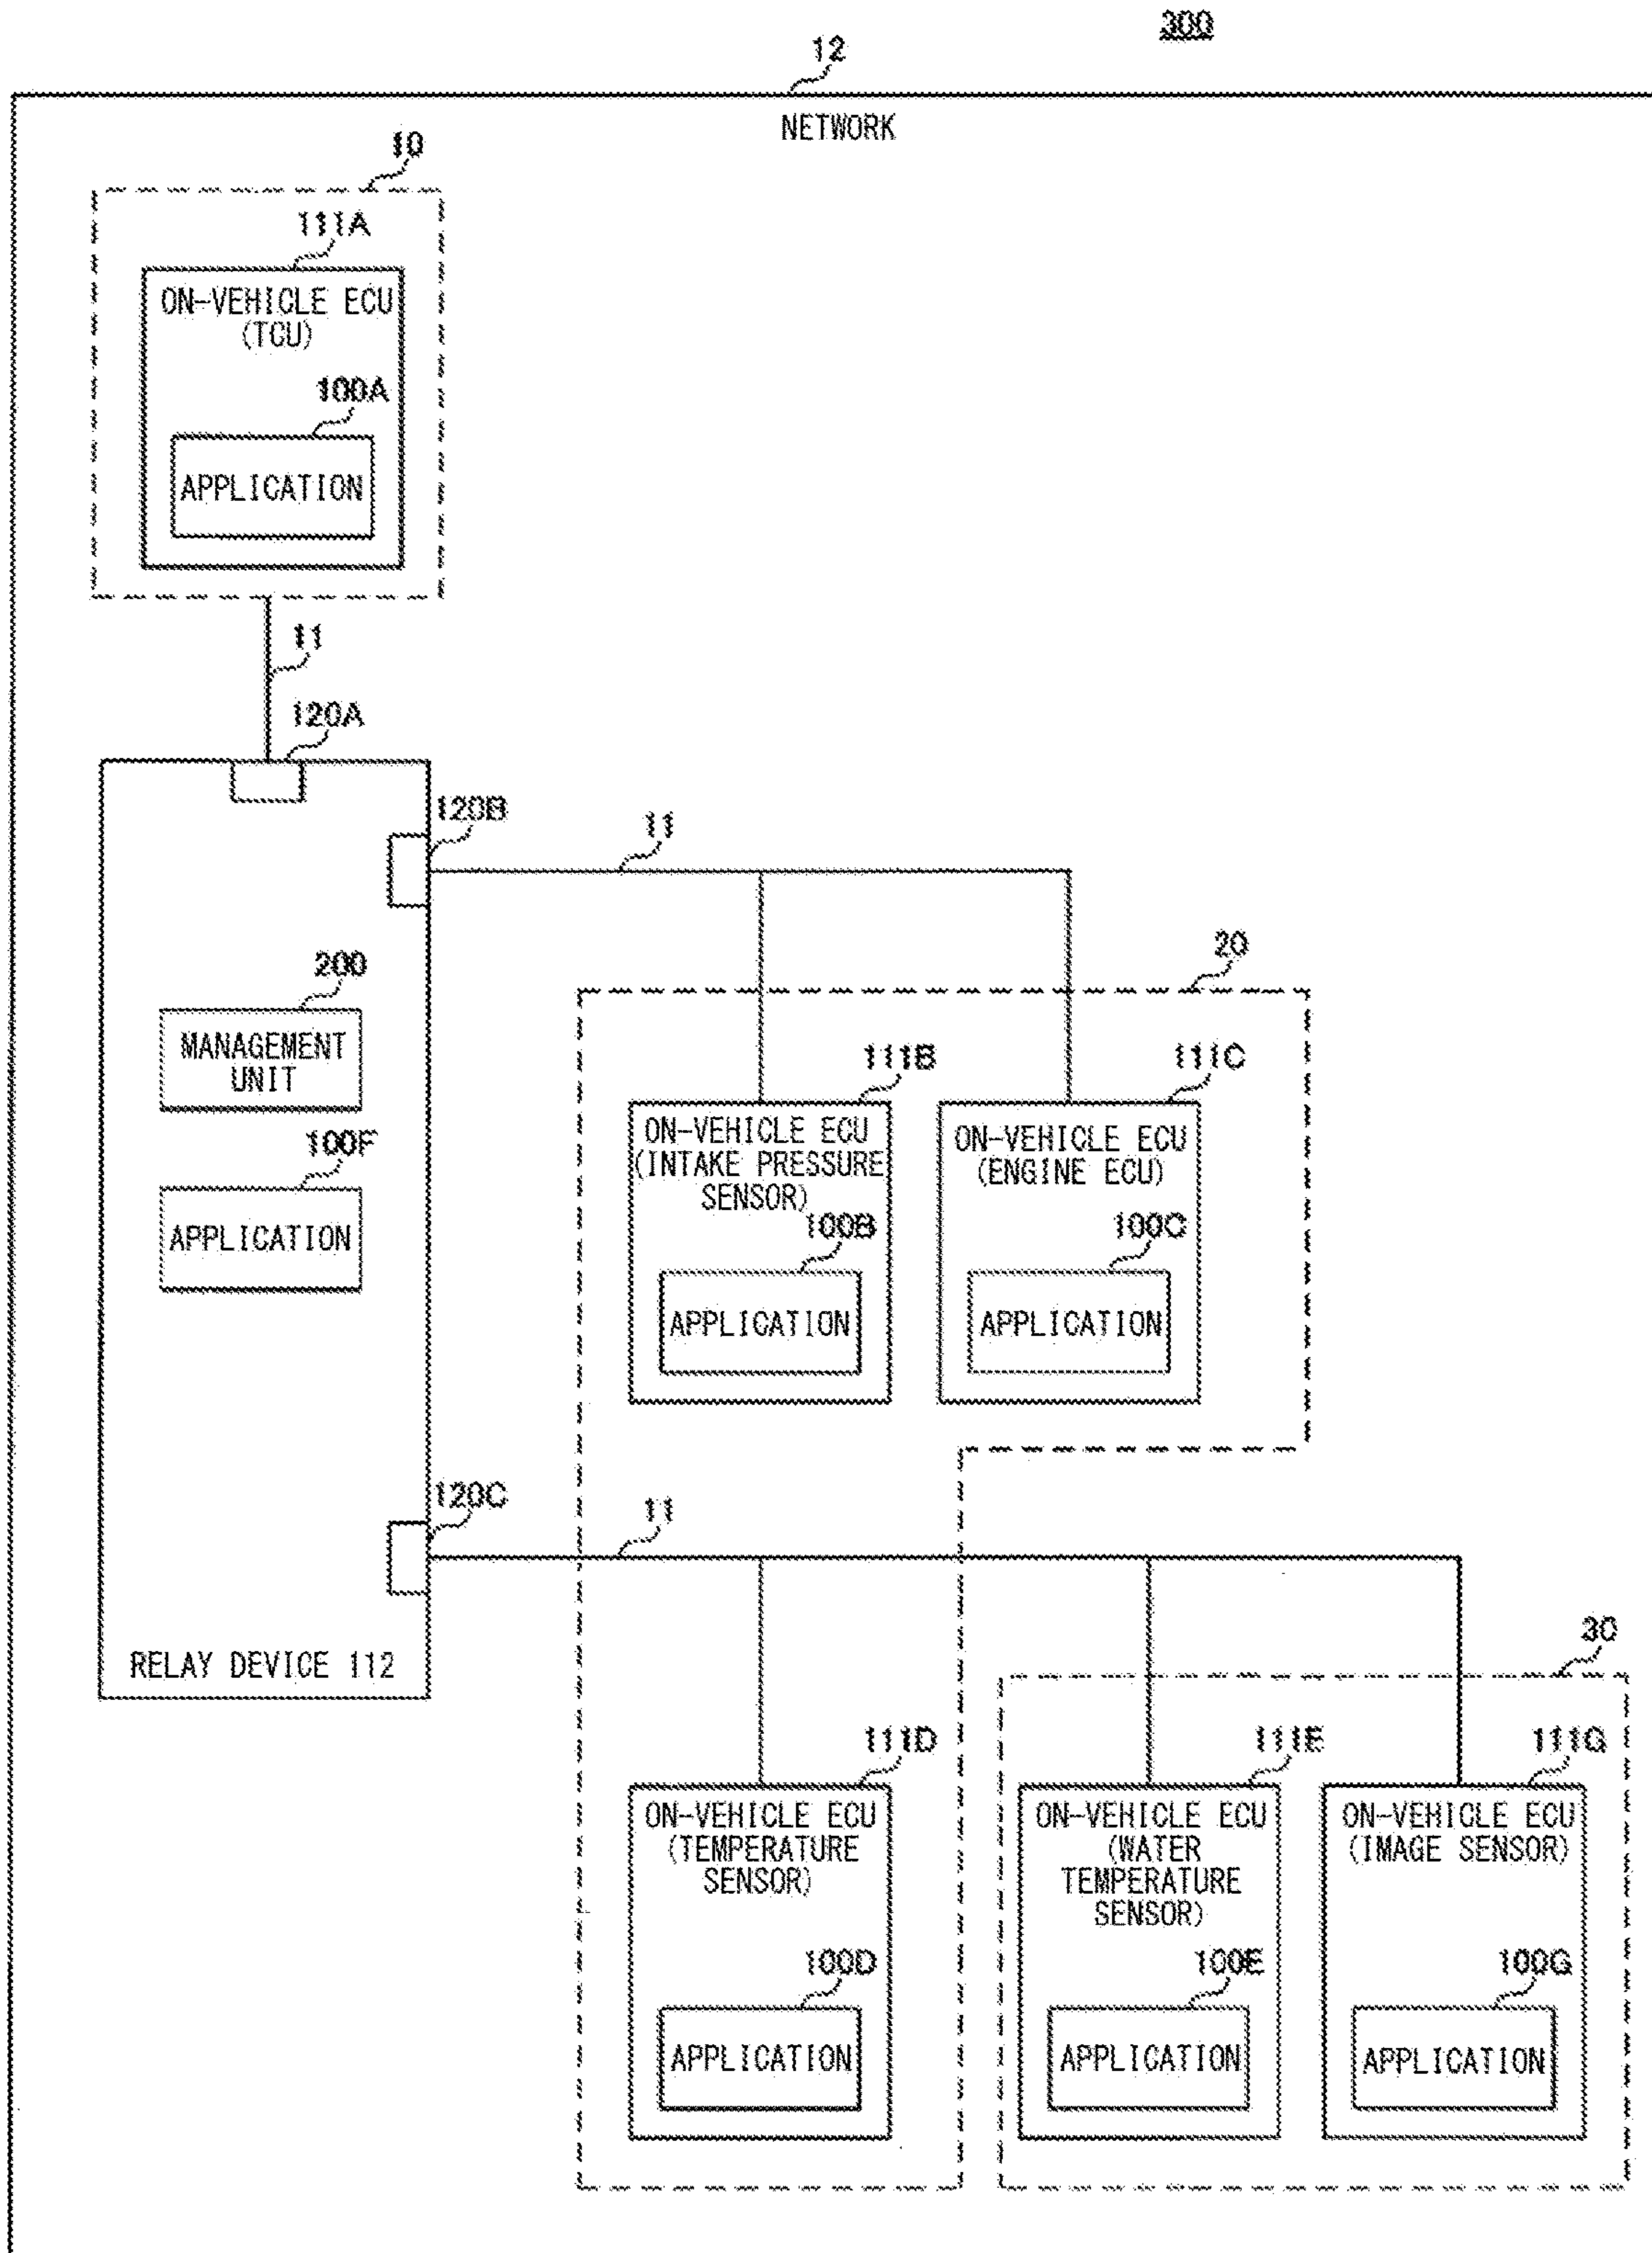 300
12
NETWORK
10
111A
ON-VEHICLE ECU
(TCU)
100A
APPLICATION
11
120A
120B
11
20
200
MANAGEMENT
UNIT
100F
APPLICATION
111B
ON-VEHICLE ECU
(INTAKE PRESSURE
SENSOR)
100B
APPLICATION
111C
ON-VEHICLE ECU
(ENGINE ECU)
100C
APPLICATION
120C
11
RELAY DEVICE 112
30
111D
ON-VEHICLE ECU
(TEMPERATURE
SENSOR)
100D
APPLICATION
111E
ON-VEHICLE ECU
(WATER
TEMPERATURE
SENSOR)
100E
APPLICATION
111G
ON-VEHICLE ECU
(IMAGE SENSOR)
100G
APPLICATION